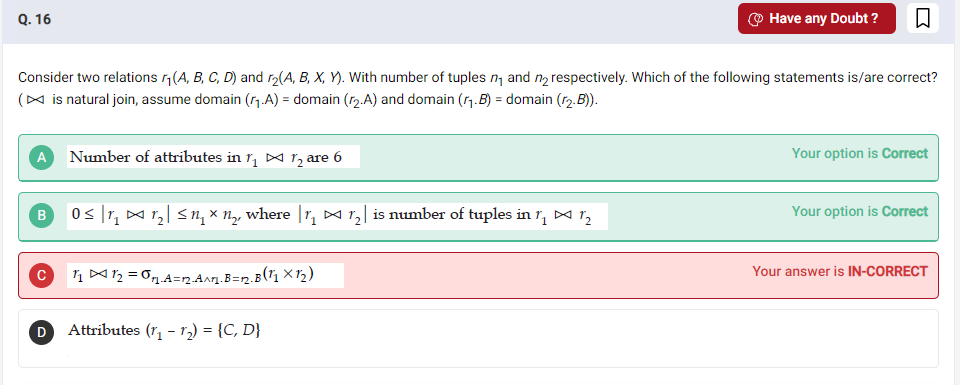 Q. 16
Have any Doubt ?
Consider two relations r₁(A, B, C, D) and r₂(A, B, X, Y). With number of tuples n₁ and n₂ respectively. Which of the following statements is/are correct?
( ⋈ is natural join, assume domain (r₁.A) = domain (r₂.A) and domain (r₁.B) = domain (r₂.B)).
A Number of attributes in r₁ ⋈ r₂ are 6 Your option is Correct
B 0 ≤ |r₁ ⋈ r₂| ≤ n₁ × n₂, where |r₁ ⋈ r₂| is number of tuples in r₁ ⋈ r₂ Your option is Correct
C r₁ ⋈ r₂ = σ_{r₁.A=r₂.A∧r₁.B=r₂.B}(r₁ × r₂) Your answer is IN-CORRECT
D Attributes (r₁ – r₂) = {C, D}